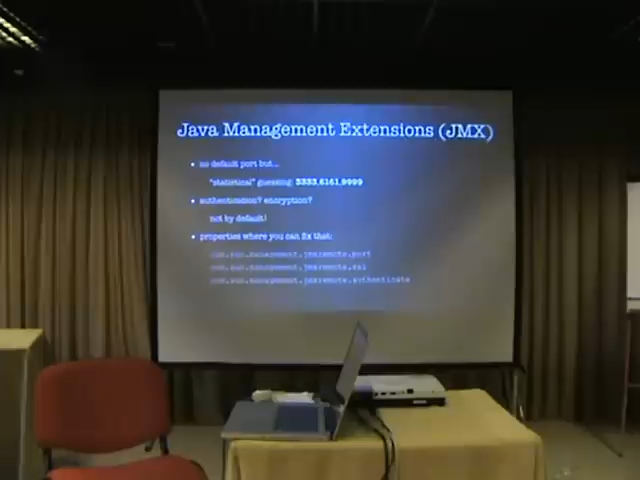 Java Management Extensions (JMX)
• no default port but...
"statistical" guessing: 3333,6161,9999
• authentication? encryption?
not by default!
• properties where you can fix that:
com.sun.management.jmxremote.port
com.sun.management.jmxremote.ssl
com.sun.management.jmxremote.authenticate